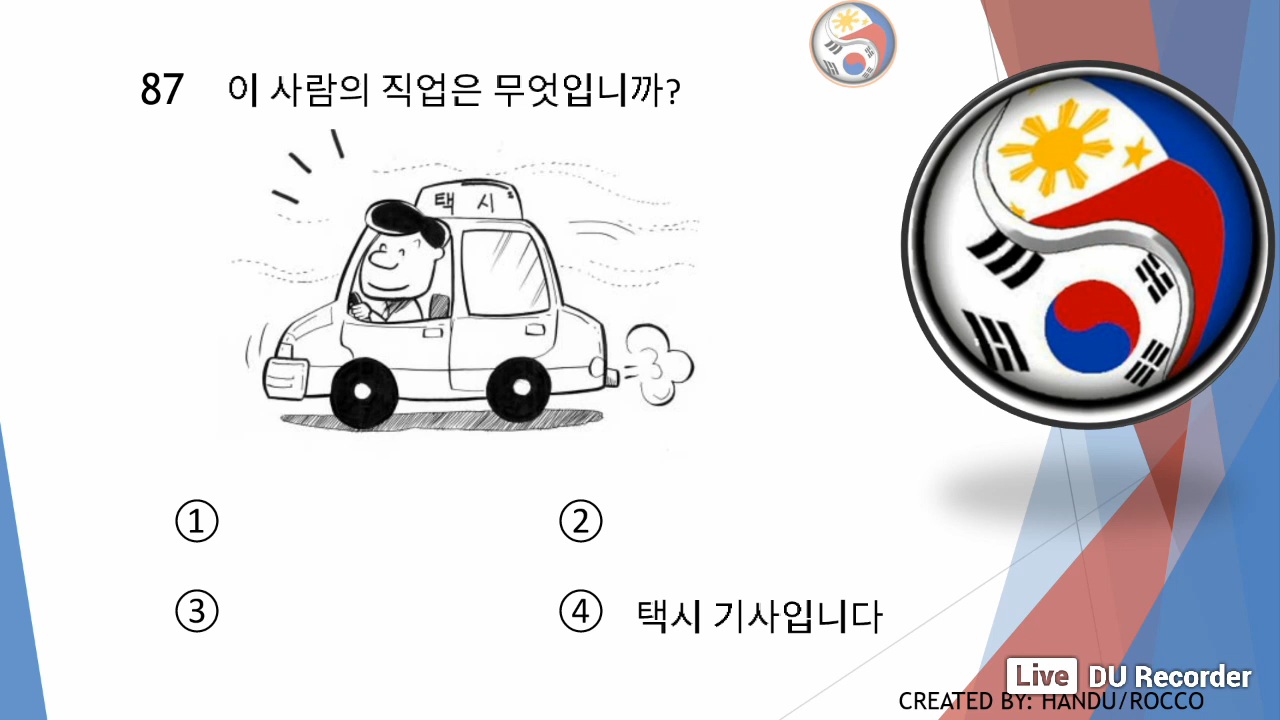 87 이 사람의 직업은 무엇입니까?
택 시
①
②
③
④ 택시 기사입니다
Live DU Recorder
CREATED BY: HANDU/ROCCO